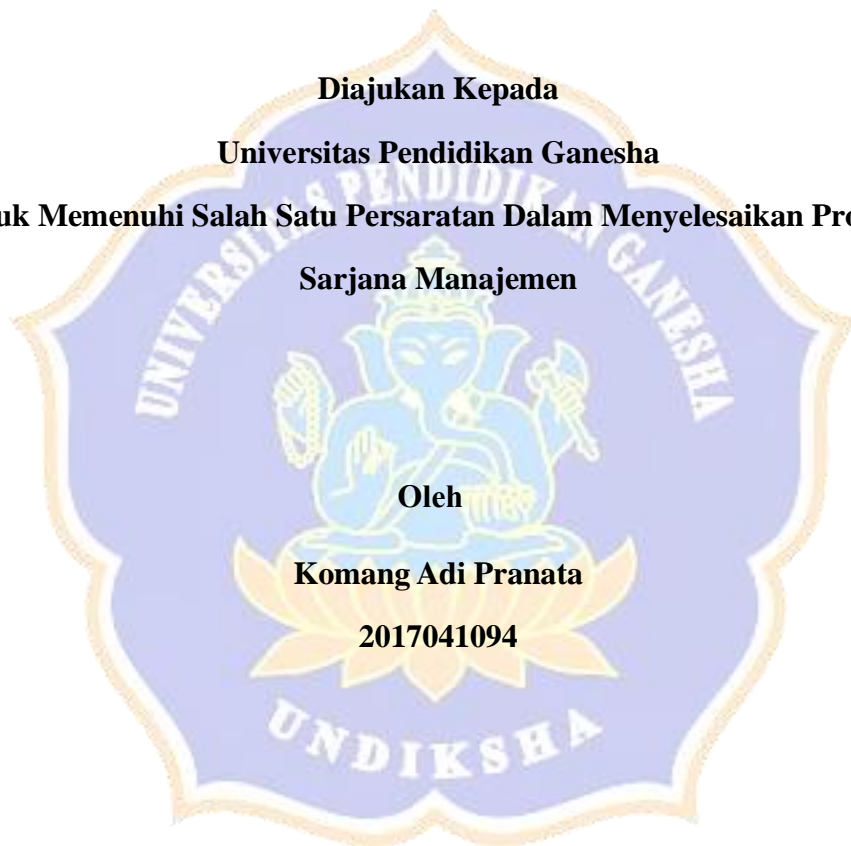 Diajukan Kepada
Universitas Pendidikan Ganesha
Memenuhi Salah Satu Persaratan Dalam Menyelesaikan
Sarjana Manajemen
UNIVERSITAS PENDIDIKAN GANESHA
Oleh
Komang Adi Pranata
2017041094
UNDIKSHA